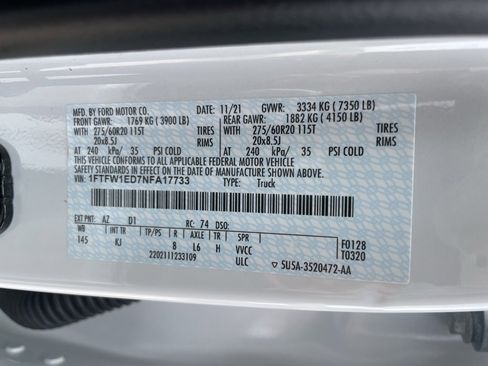 MFD. BY FORD MOTOR CO. 11/21 GVWR: 3334 KG ( 7350 LB)
FRONT GAWR: 1769 KG ( 3900 LB) REAR GAWR: 1882 KG ( 4150 LB)
WITH 275/60R20 115T TIRES WITH 275/60R20 115T TIRES
20x8.5J RIMS 20x8.5J RIMS
AT 240 kPa/ 35 PSI COLD AT 240 kPa/ 35 PSI COLD
THIS VEHICLE CONFORMS TO ALL APPLICABLE FEDERAL MOTOR VEHICLE
SAFETY STANDARDS IN EFFECT ON THE DATE OF MANUFACTURE SHOWN ABOVE.
VIN: 1FTFW1ED7NFA17733 TYPE: Truck
EXT PNT: AZ D1 RC: 74 DSO: F0128
WB INT TR TP/PS R AXLE TR SPR T0320
145 KJ 8 L6 H VVCC
2202111233109 ULC 5U5A-3520472-AA